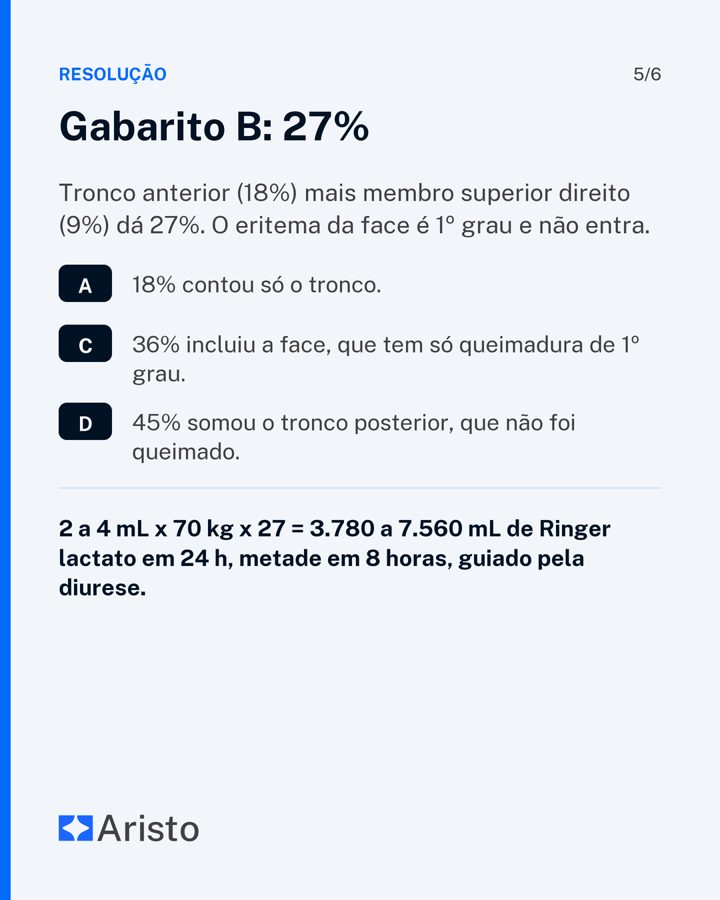 RESOLUÇÃO
5/6
Gabarito B: 27%
Tronco anterior (18%) mais membro superior direito
(9%) dá 27%. O eritema da face é 1º grau e não entra.
A
18% contou só o tronco.
C
36% incluiu a face, que tem só queimadura de 1º
grau.
D
45% somou o tronco posterior, que não foi
queimado.
2 a 4 mL x 70 kg x 27 = 3.780 a 7.560 mL de Ringer
lactato em 24 h, metade em 8 horas, guiado pela
diurese.
Aristo